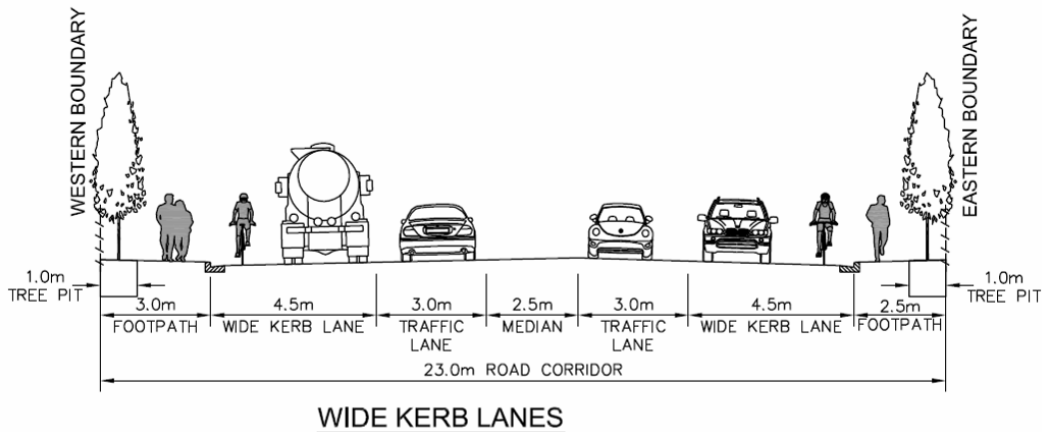 WESTERN BOUNDARY
EASTERN BOUNDARY
1.0m
TREE PIT
1.0m
TREE PIT
3.0m
4.5m
3.0m
2.5m
3.0m
4.5m
2.5m
FOOTPATH
WIDE KERB LANE
TRAFFIC
LANE
MEDIAN
TRAFFIC
LANE
WIDE KERB LANE
FOOTPATH
23.0m ROAD CORRIDOR
WIDE KERB LANES